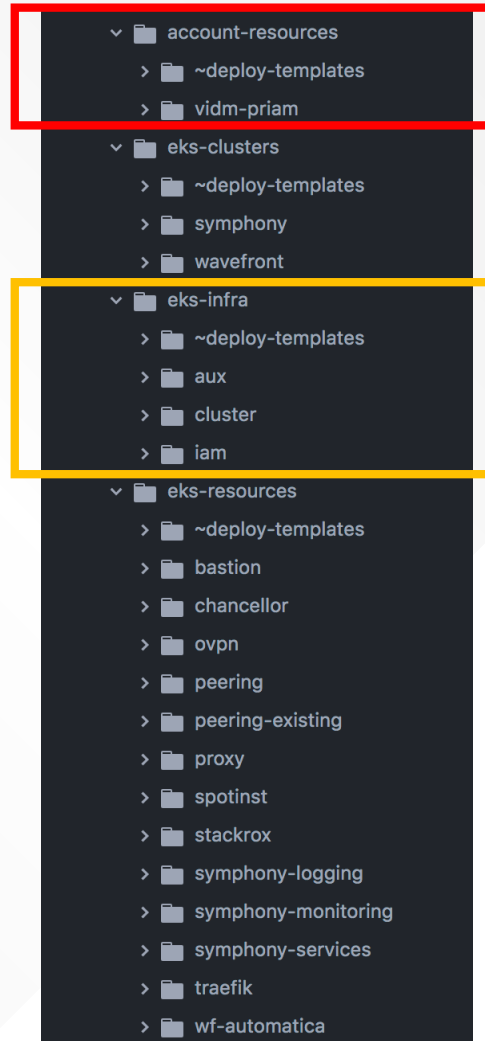 account-resources
~deploy-templates
vidm-priam
eks-clusters
~deploy-templates
symphony
wavefront
eks-infra
~deploy-templates
aux
cluster
iam
eks-resources
~deploy-templates
bastion
chancellor
ovpn
peering
peering-existing
proxy
spotinst
stackrox
symphony-logging
symphony-monitoring
symphony-services
traefik
wf-automatica